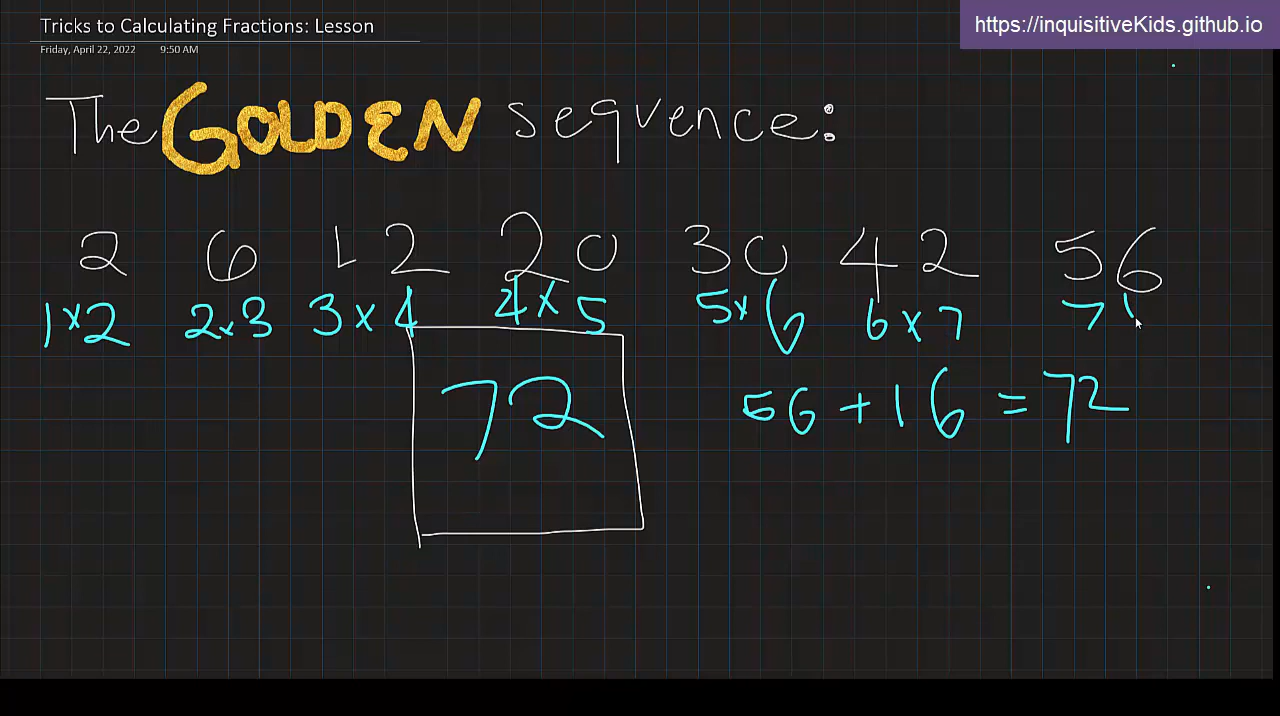 Tricks to Calculating Fractions: Lesson
https://inquisitiveKids.github.io
Friday, April 22, 2022 9:50 AM
The GOLDEN sequence:
2 6 12 20 30 42 56
1×2 2×3 3×4 4×5 5×6 6×7 7
72 56+16=72